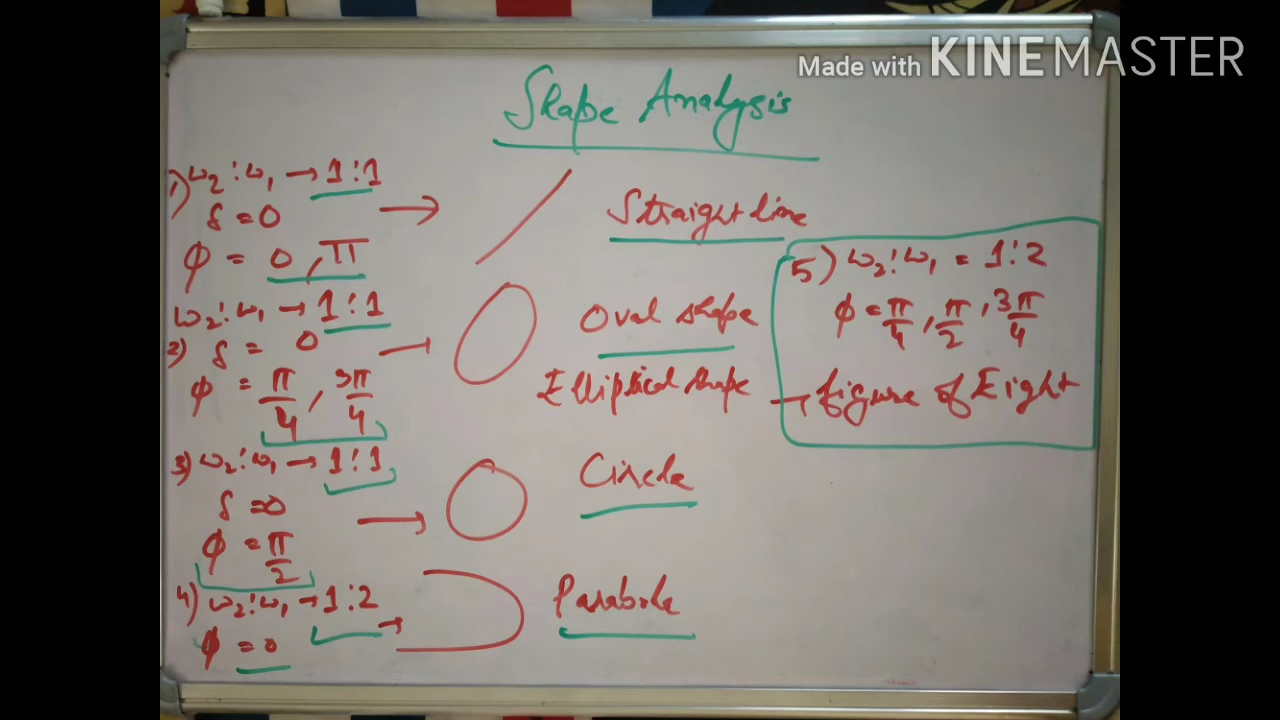 Made with KINEMASTER
Shape Analysis
1) ω₂:ω₁ → 1:1
δ = 0
φ = 0, π
→ Straight line
ω₂:ω₁ → 1:1
2) δ = 0
φ = π/4, 3π/4
→ Oval shape
Elliptical shape
3) ω₂:ω₁ → 1:1
δ = 0
φ = π/2
→ Circle
4) ω₂:ω₁ → 1:2 →
φ = 0
Parabola
5) ω₂:ω₁ = 1:2
φ = π/4, π/2, 3π/4
→ figure of Eight